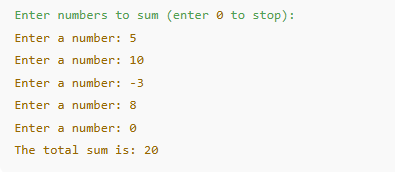 Enter numbers to sum (enter 0 to stop):
Enter a number: 5
Enter a number: 10
Enter a number: -3
Enter a number: 8
Enter a number: 0
The total sum is: 20